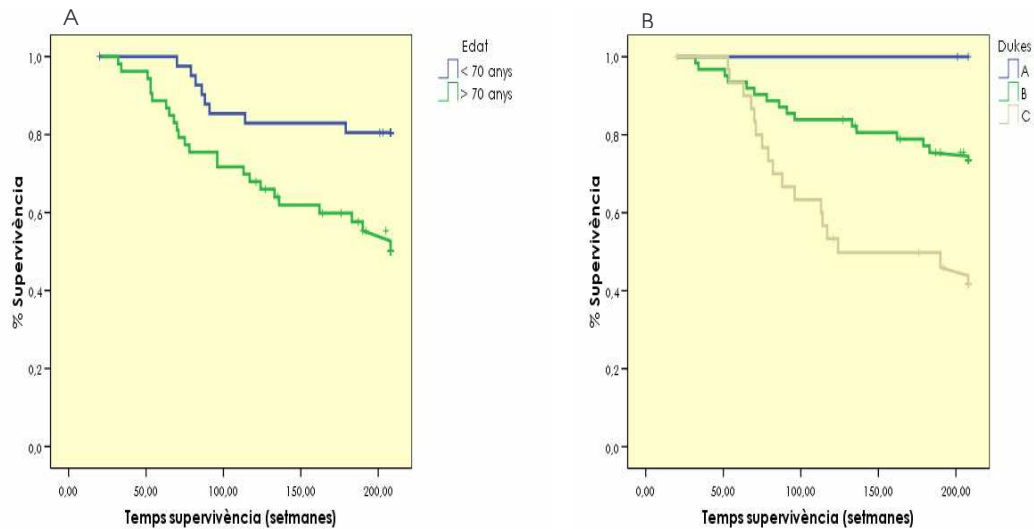 A
Edat
< 70 anys
> 70 anys
% Supervivència
1,0
0,8
0,6
0,4
0,2
0,0
0,00 50,00 100,00 150,00 200,00
Temps supervivència (setmanes)
B
Dukes
A
B
C
% Supervivència
1,0
0,8
0,6
0,4
0,2
0,0
0,00 50,00 100,00 150,00 200,00
Temps supervivència (setmanes)